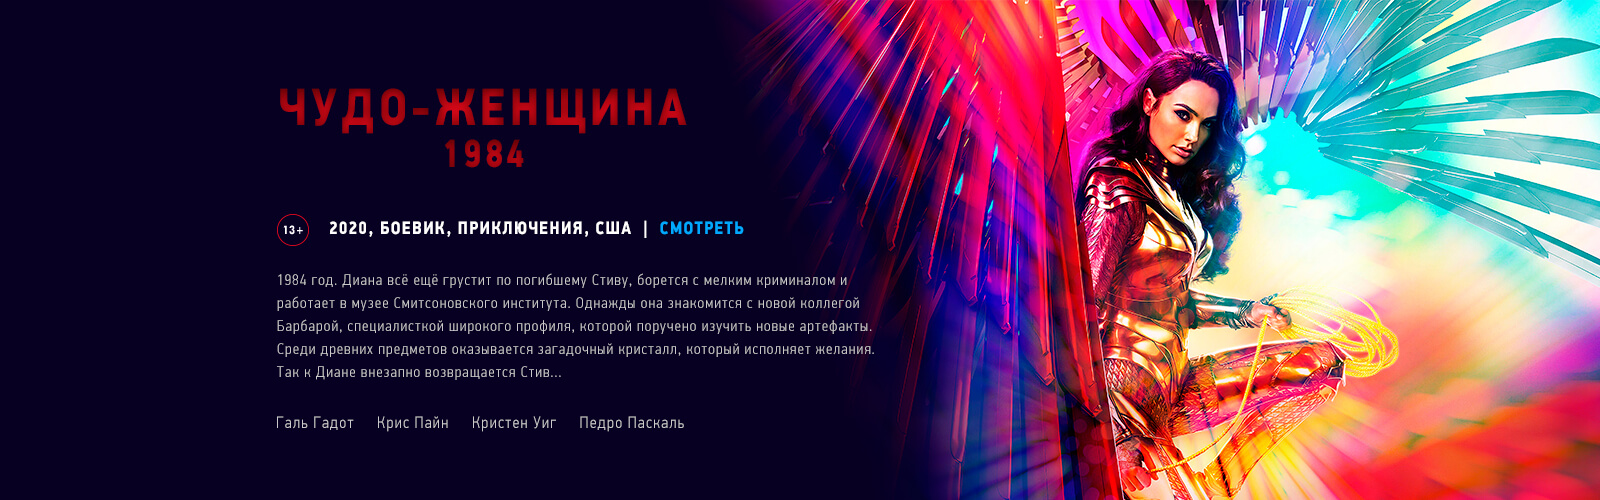 ЧУДО-ЖЕНЩИНА
1984
13+ 2020, БОЕВИК, ПРИКЛЮЧЕНИЯ, США | СМОТРЕТЬ
1984 год. Диана всё ещё грустит по погибшему Стиву, борется с мелким криминалом и
работает в музее Смитсоновского института. Однажды она знакомится с новой коллегой
Барбарой, специалисткой широкого профиля, которой поручено изучить новые артефакты.
Среди древних предметов оказывается загадочный кристалл, который исполняет желания.
Так к Диане внезапно возвращается Стив...
Галь Гадот Крис Пайн Кристен Уиг Педро Паскаль